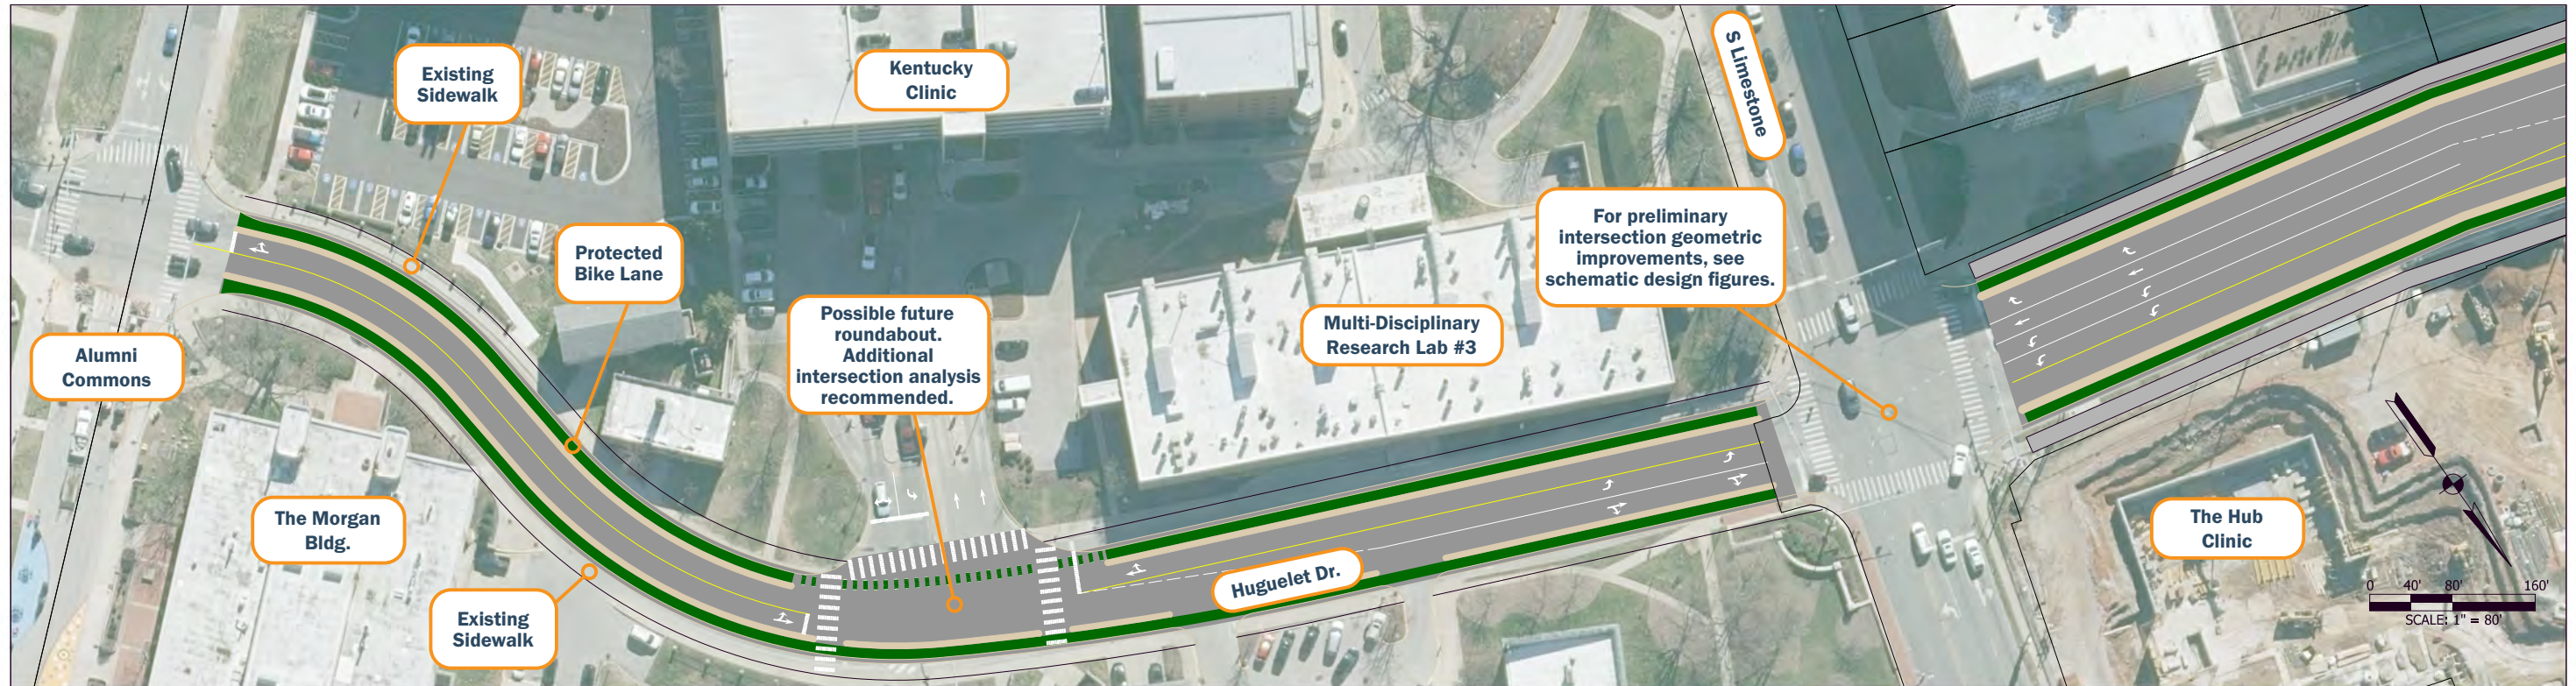 Existing
Sidewalk
Kentucky
Clinic
S Limestone
Protected
Bike Lane
For preliminary
intersection geometric
improvements, see
schematic design figures.
Possible future
roundabout.
Additional
intersection analysis
recommended.
Multi-Disciplinary
Research Lab #3
Alumni
Commons
The Morgan
Bldg.
Existing
Sidewalk
Huguelet Dr.
The Hub
Clinic
0 40' 80' 160'
SCALE: 1" = 80'